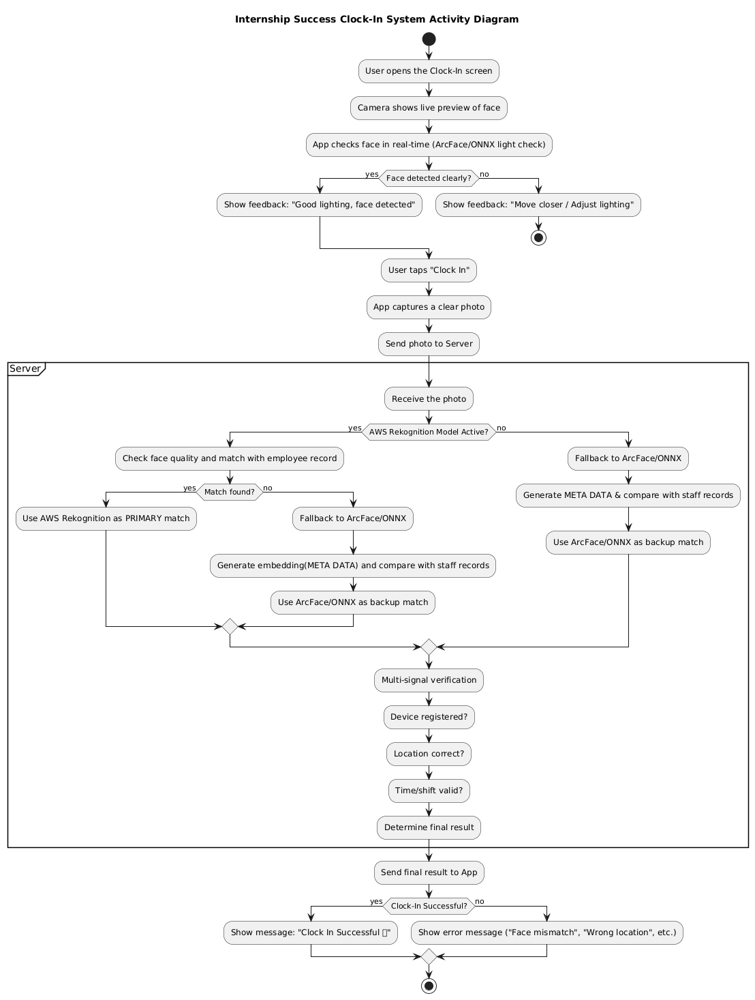 Internship Success Clock-In System Activity Diagram
User opens the Clock-In screen
Camera shows live preview of face
App checks face in real-time (ArcFace/ONNX light check)
yes
Face detected clearly?
no
Show feedback: "Good lighting, face detected"
Show feedback: "Move closer / Adjust lighting"
User taps "Clock In"
App captures a clear photo
Send photo to Server
Server
Receive the photo
yes
AWS Rekognition Model Active?
no
Check face quality and match with employee record
Fallback to ArcFace/ONNX
yes
Match found?
no
Generate META DATA & compare with staff records
Use AWS Rekognition as PRIMARY match
Fallback to ArcFace/ONNX
Use ArcFace/ONNX as backup match
Generate embedding(META DATA) and compare with staff records
Use ArcFace/ONNX as backup match
Multi-signal verification
Device registered?
Location correct?
Time/shift valid?
Determine final result
Send final result to App
yes
Clock-In Successful?
no
Show message: "Clock In Successful "
Show error message ("Face mismatch", "Wrong location", etc.)